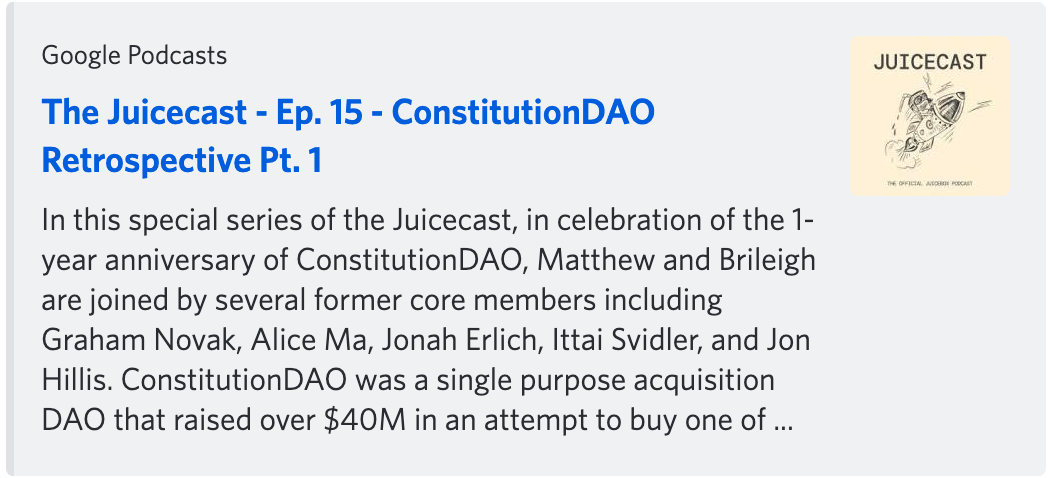 Google Podcasts
The Juicecast - Ep. 15 - ConstitutionDAO
Retrospective Pt. 1
In this special series of the Juicecast, in celebration of the 1-
year anniversary of ConstitutionDAO, Matthew and Brileigh
are joined by several former core members including
Graham Novak, Alice Ma, Jonah Erlich, Ittai Svidler, and Jon
Hillis. ConstitutionDAO was a single purpose acquisition
DAO that raised over $40M in an attempt to buy one of ...
JUICECAST
THE OFFICIAL JUICEBOX PODCAST